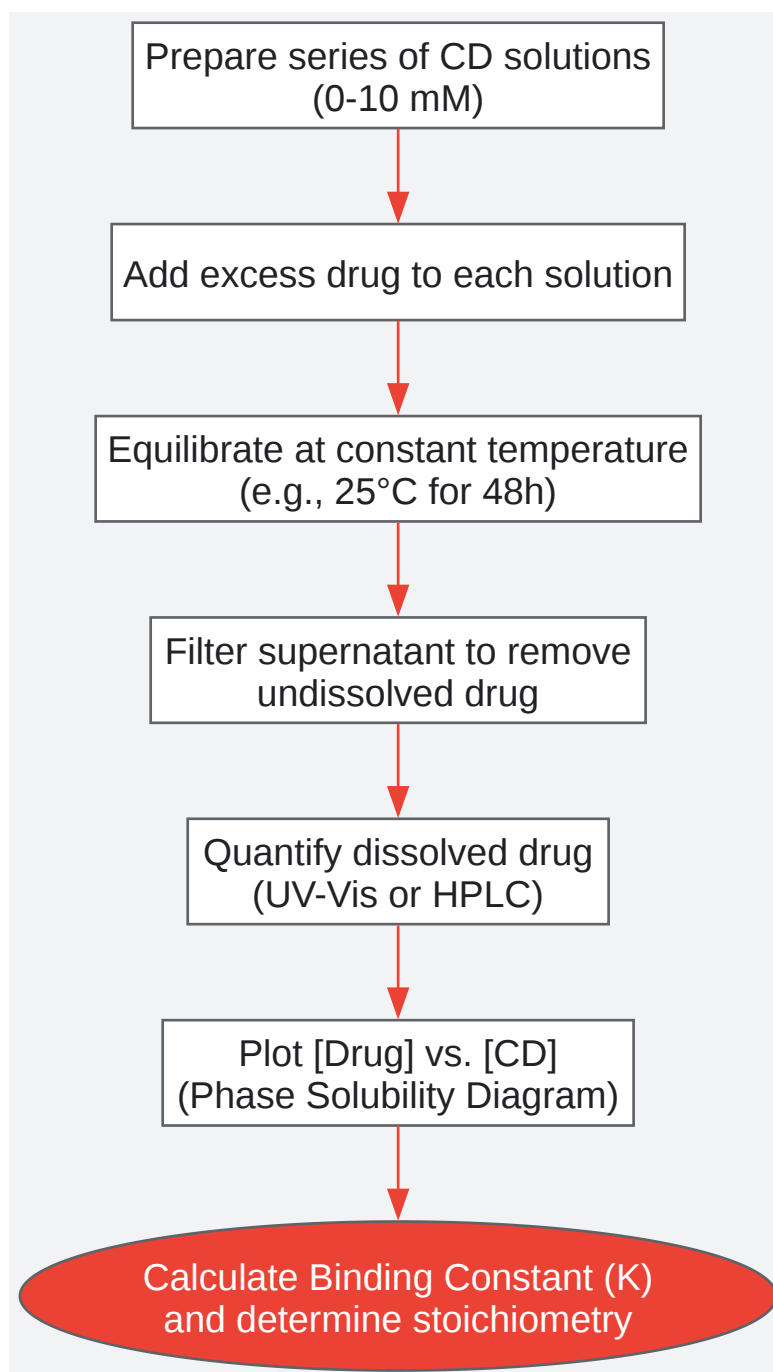 Prepare series of CD solutions
(0-10 mM)
Add excess drug to each solution
Equilibrate at constant temperature
(e.g., 25°C for 48h)
Filter supernatant to remove
undissolved drug
Quantify dissolved drug
(UV-Vis or HPLC)
Plot [Drug] vs. [CD]
(Phase Solubility Diagram)
Calculate Binding Constant (K)
and determine stoichiometry